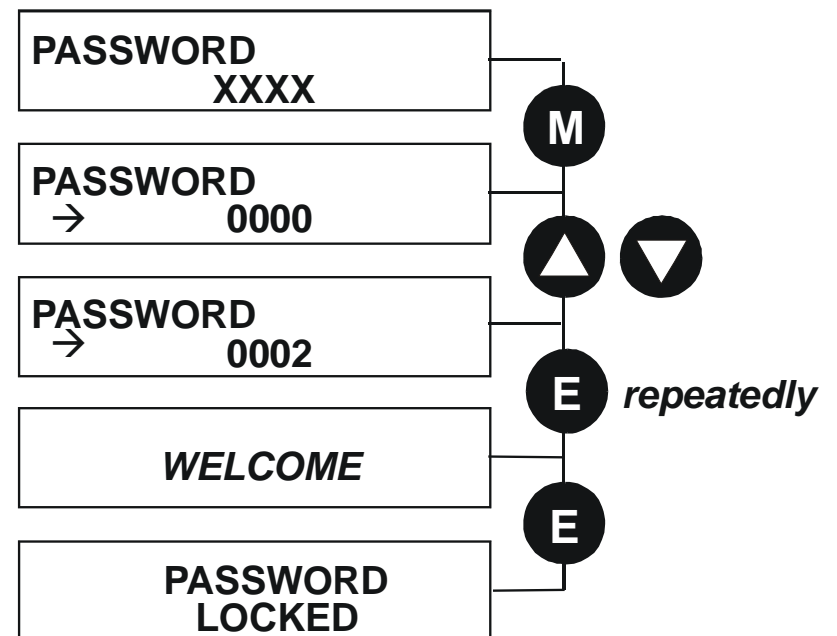 PASSWORD
XXXX
M
PASSWORD
→ 0000
PASSWORD
→ 0002
E repeatedly
WELCOME
E
PASSWORD
LOCKED